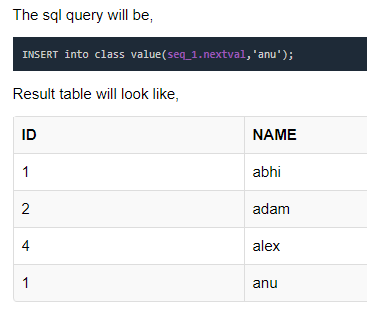 The sql query will be,
INSERT into class value(seq_1.nextval,'anu');
Result table will look like,
ID NAME
1 abhi
2 adam
4 alex
1 anu